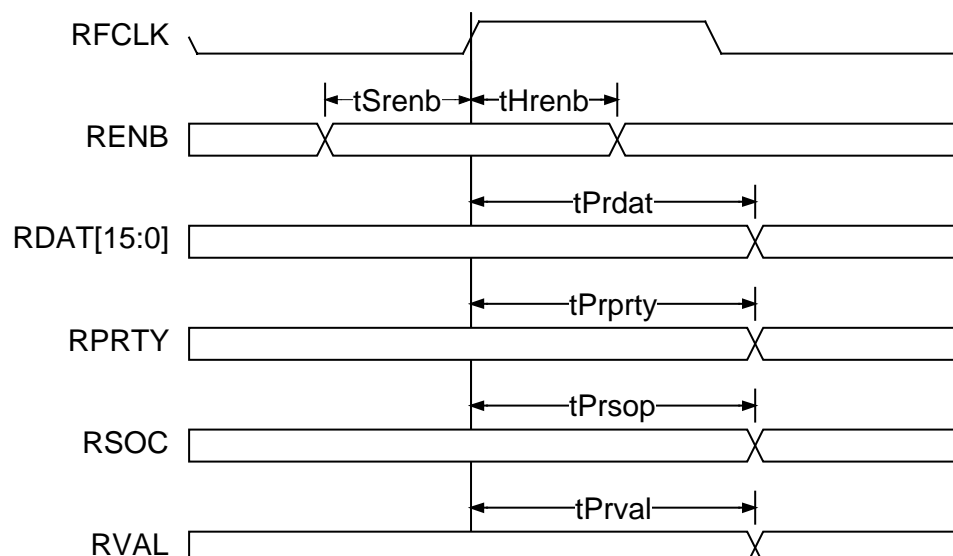 RFCLK
tSrenb tHrenb
RENB
tPrdat
RDAT[15:0]
tPrprty
RPRTY
tPrsop
RSOC
tPrval
RVAL